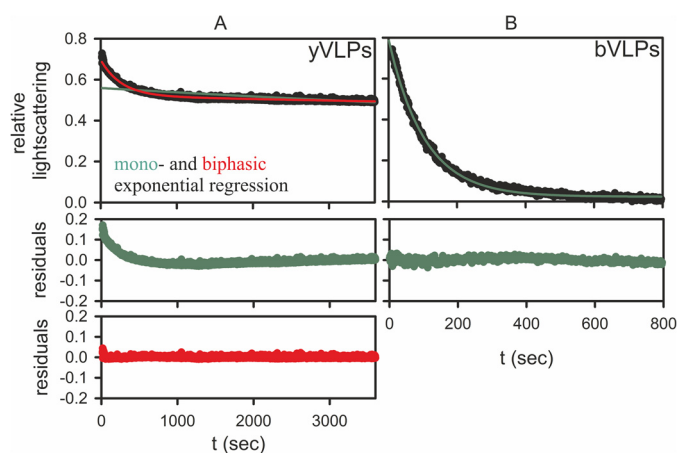 A
B
yVLPs
bVLPs
relative
lightscattering
0.8
0.6
0.4
0.2
0.0
mono- and biphasic
exponential regression
residuals
0.2
0.1
0.0
-0.1
-0.2
residuals
0.2
0.1
0.0
-0.1
-0.2
0 1000 2000 3000
t (sec)
0 200 400 600 800
t (sec)